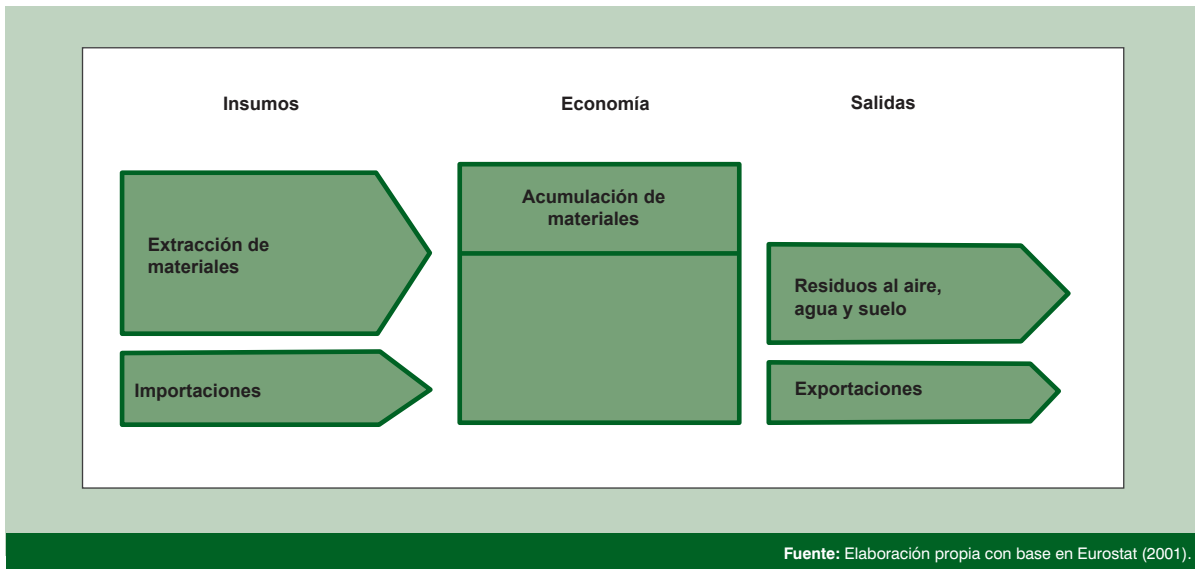 Insumos
Economía
Salidas
Extracción de
materiales
Importaciones
Acumulación de
materiales
Residuos al aire,
agua y suelo
Exportaciones
Fuente: Elaboración propia con base en Eurostat (2001).